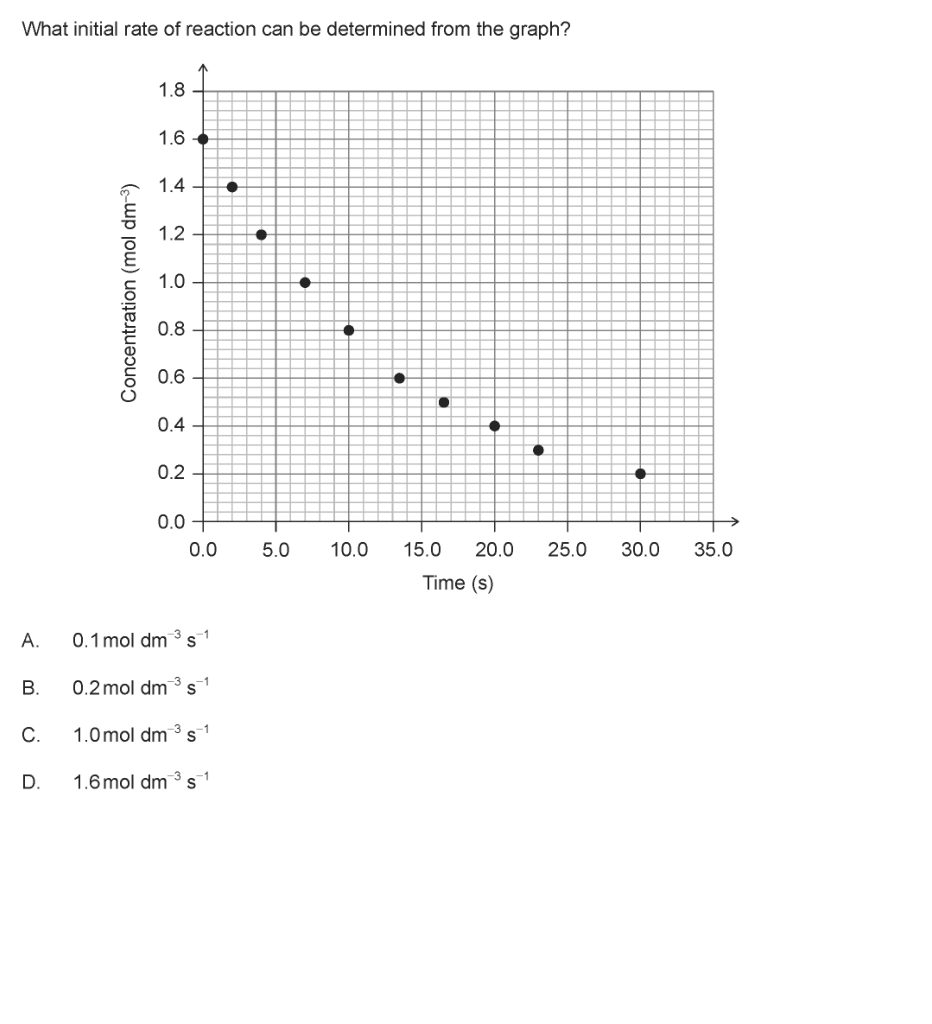 What initial rate of reaction can be determined from the graph?
1.8
1.6
1.4
1.2
1.0
0.8
0.6
0.4
0.2
0.0
Concentration (mol dm⁻³)
0.0 5.0 10.0 15.0 20.0 25.0 30.0 35.0
Time (s)
A. 0.1 mol dm⁻³ s⁻¹
B. 0.2 mol dm⁻³ s⁻¹
C. 1.0 mol dm⁻³ s⁻¹
D. 1.6 mol dm⁻³ s⁻¹